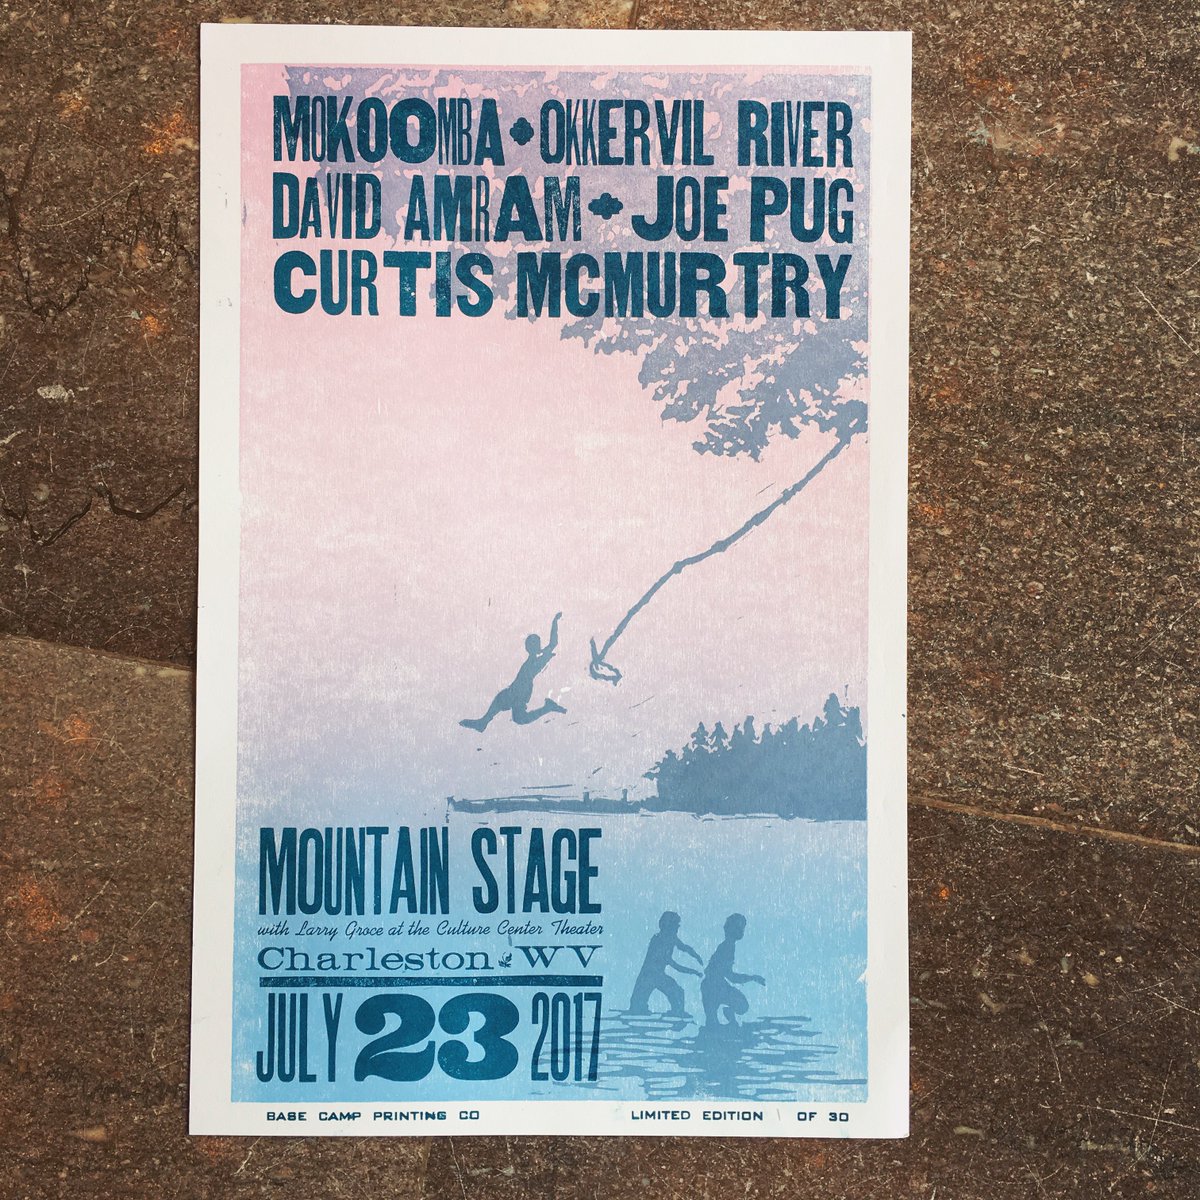 MOKOOMBA • OKKERVIL RIVER
DAVID AMRAM • JOE PUG
CURTIS MCMURTRY
MOUNTAIN STAGE
with Larry Groce at the Culture Center Theater
Charleston WV
JULY 23 2017
BASE CAMP PRINTING CO LIMITED EDITION OF 30